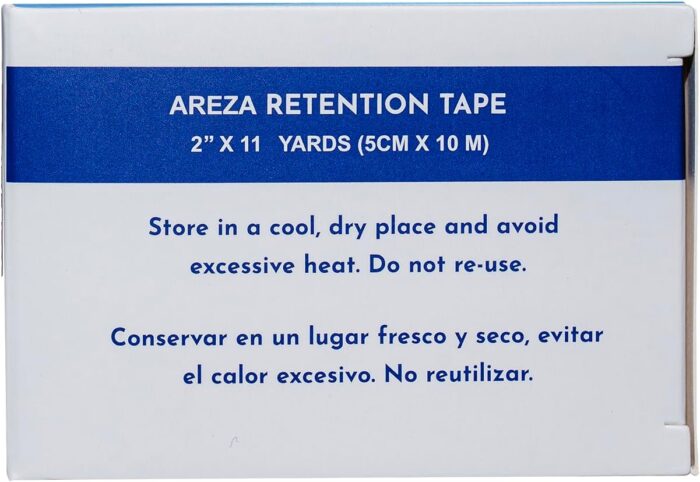 AREZA RETENTION TAPE
2” X 11 YARDS (5CM X 10 M)
Store in a cool, dry place and avoid
excessive heat. Do not re-use.
Conservar en un lugar fresco y seco, evitar
el calor excesivo. No reutilizar.